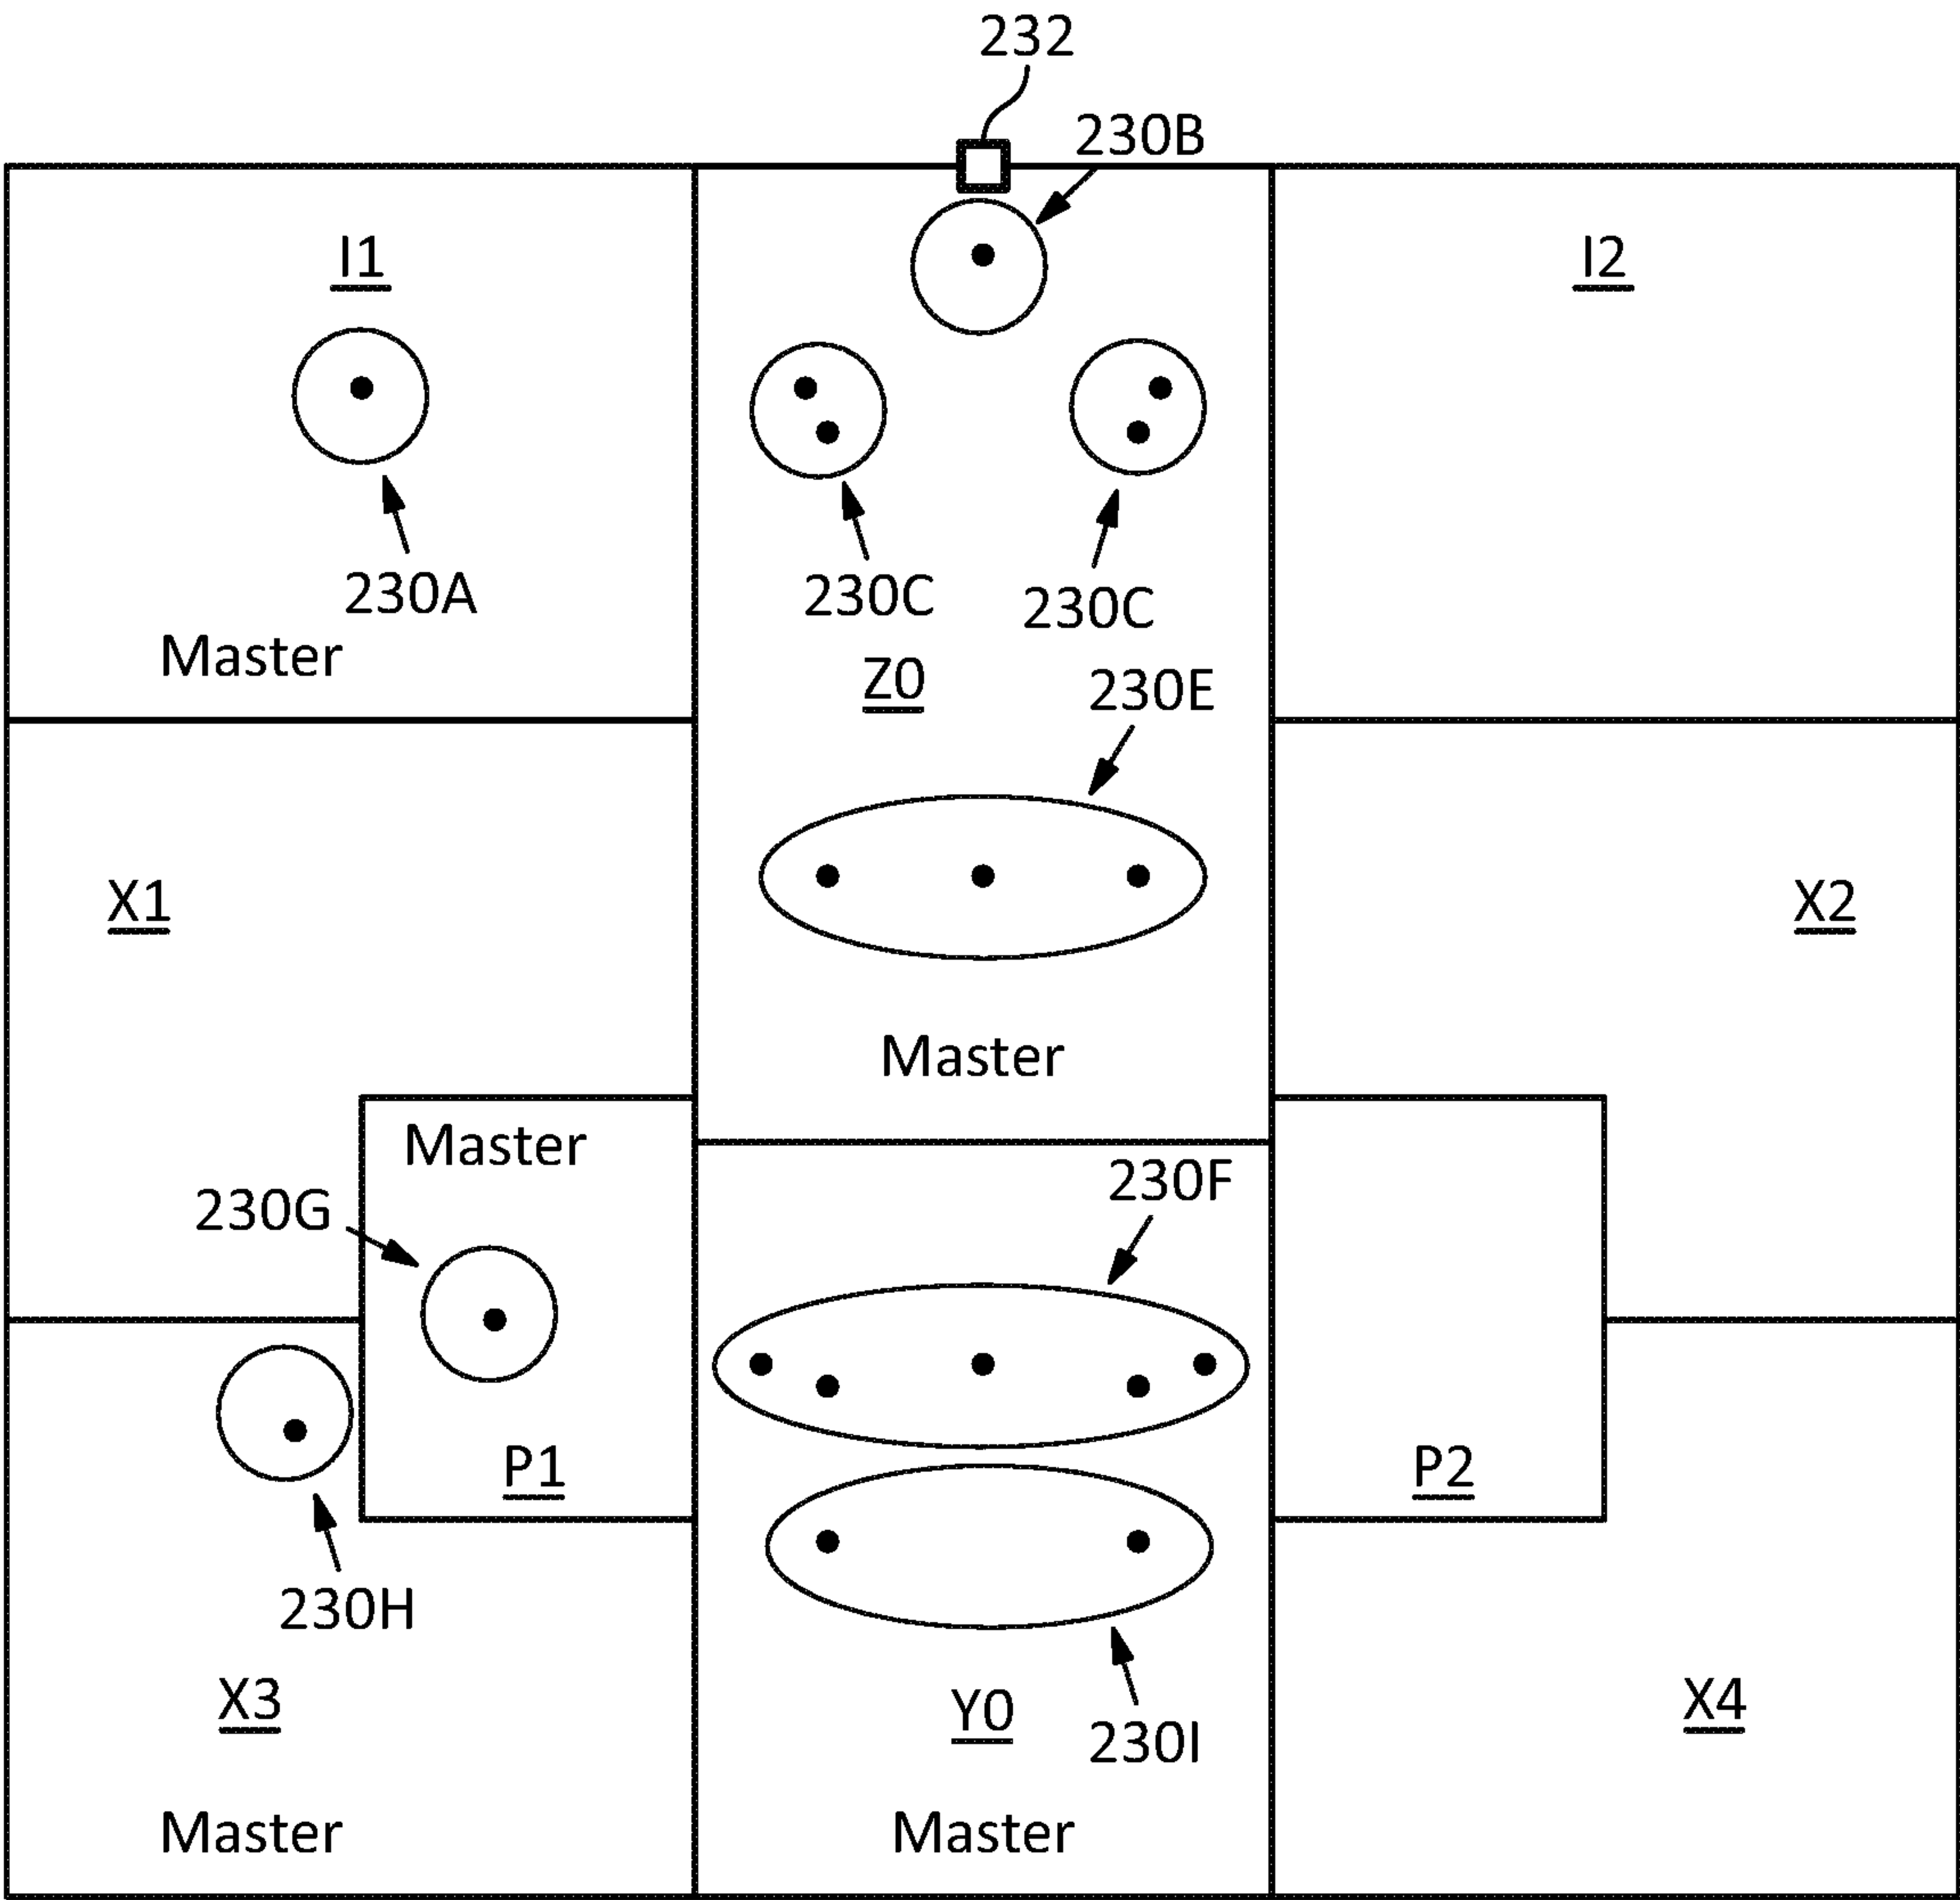 232
230B
I1
I2
230A
230C
230C
Master
Z0
230E
X1
X2
Master
Master
230F
230G
P1
P2
230H
X3
Y0
X4
230I
Master
Master